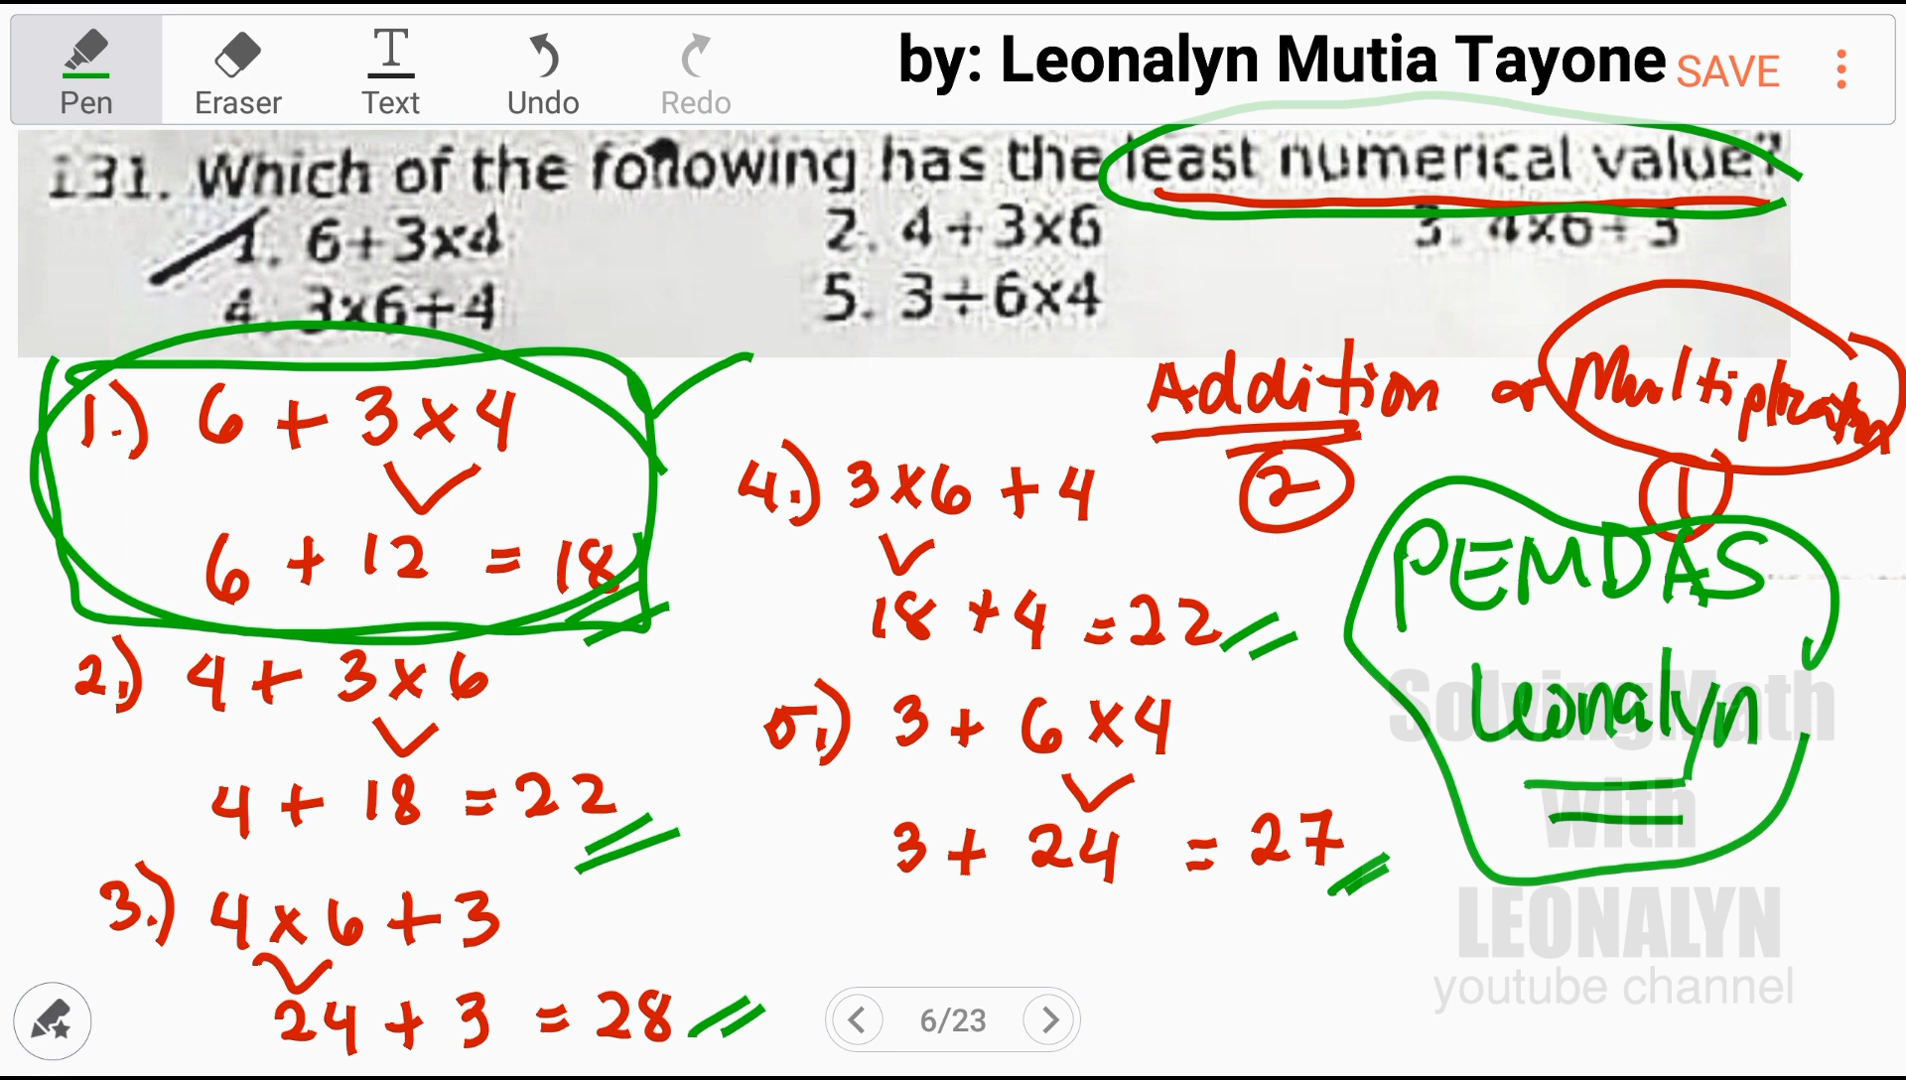 by: Leonalyn Mutia Tayone
SAVE
Pen
Eraser
Text
Undo
Redo
131. Which of the following has the least numerical value?
1. 6+3x4
2. 4+3x6
3. 4x6+3
4. 3x6+4
5. 3÷6x4
Addition or Multiplication
2
1
1.) 6 + 3 x 4
6 + 12 = 18
2.) 4 + 3 x 6
4 + 18 = 22
3.) 4 x 6 + 3
24 + 3 = 28
4.) 3 x 6 + 4
18 + 4 = 22
5.) 3 + 6 x 4
3 + 24 = 27
PEMDAS
Leonalyn
Solving Math
with
LEONALYN
youtube channel
6/23